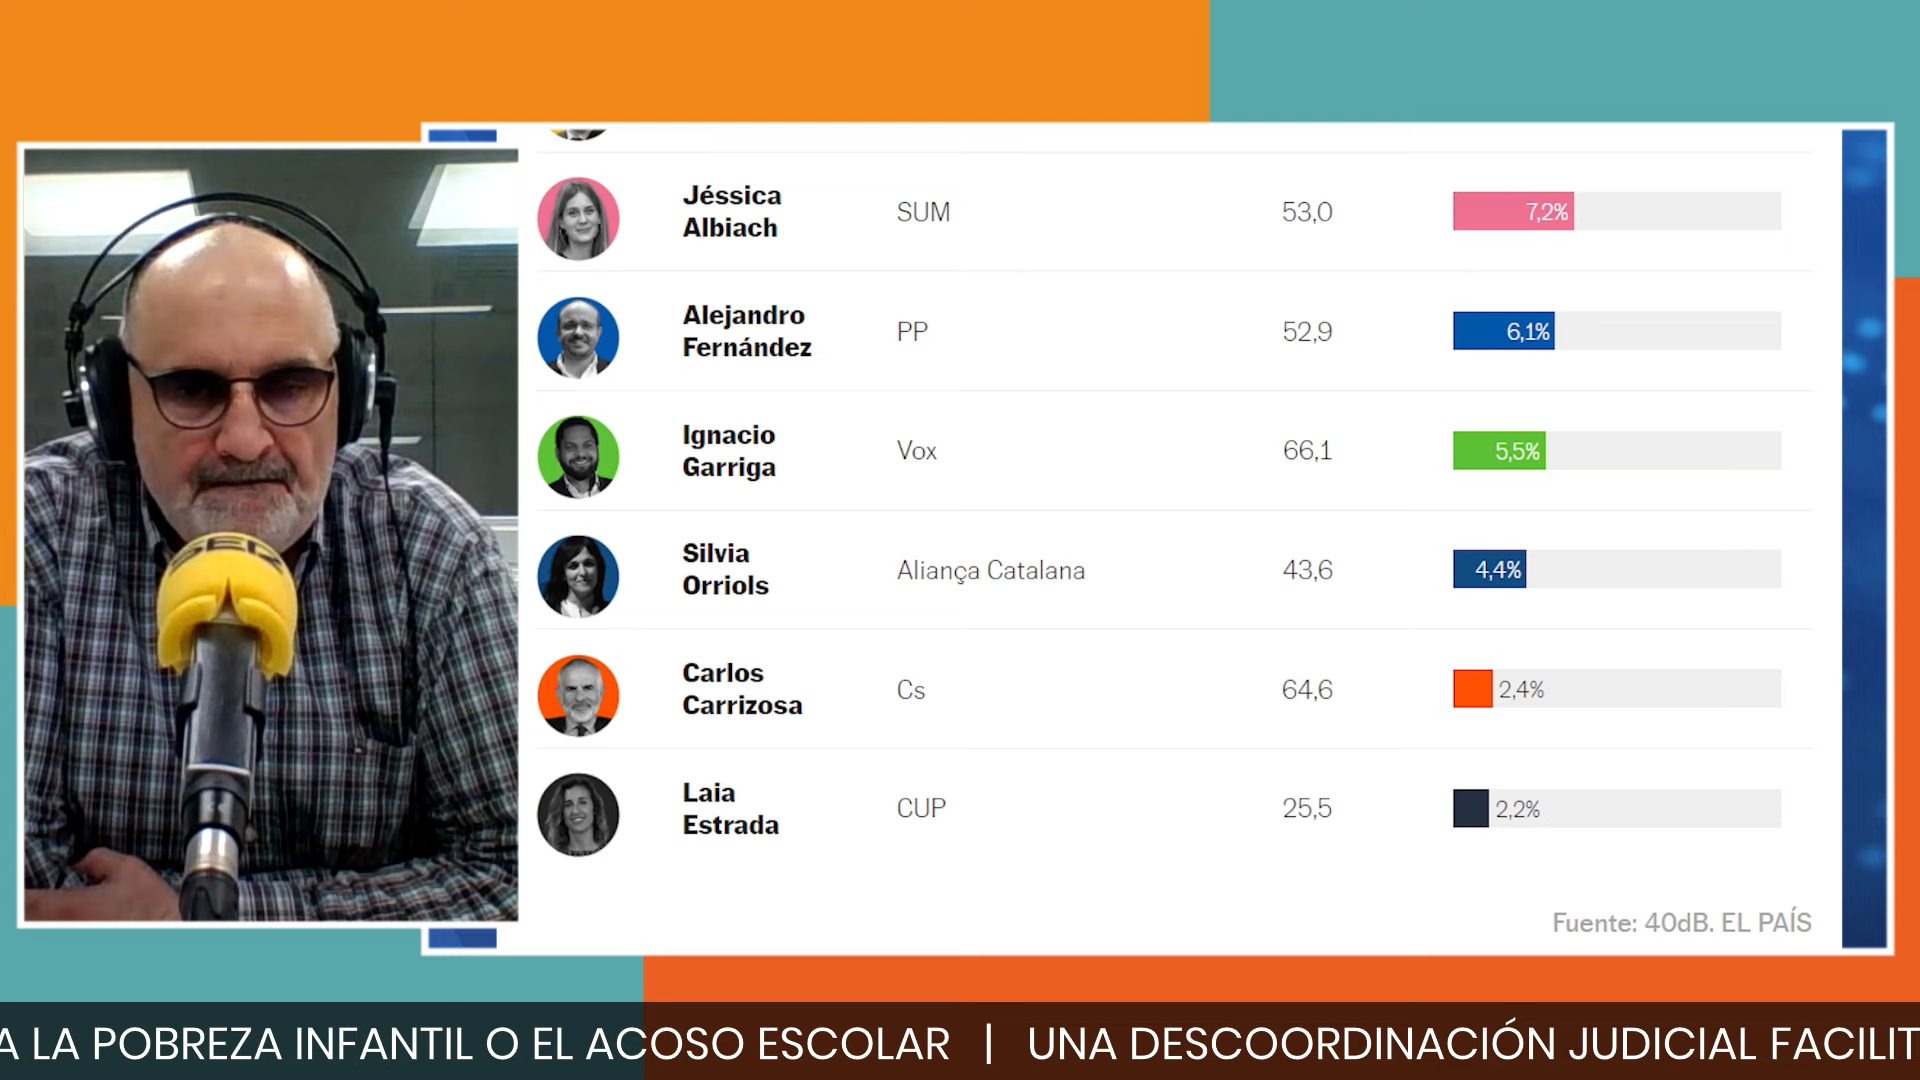 Jéssica
Albiach
SUM
53,0
7,2%
Alejandro
Fernández
PP
52,9
6,1%
Ignacio
Garriga
Vox
66,1
5,5%
Silvia
Orriols
Aliança Catalana
43,6
4,4%
Carlos
Carrizosa
Cs
64,6
2,4%
Laia
Estrada
CUP
25,5
2,2%
Fuente: 40dB. EL PAÍS
SER
A LA POBREZA INFANTIL O EL ACOSO ESCOLAR | UNA DESCOORDINACIÓN JUDICIAL FACILIT